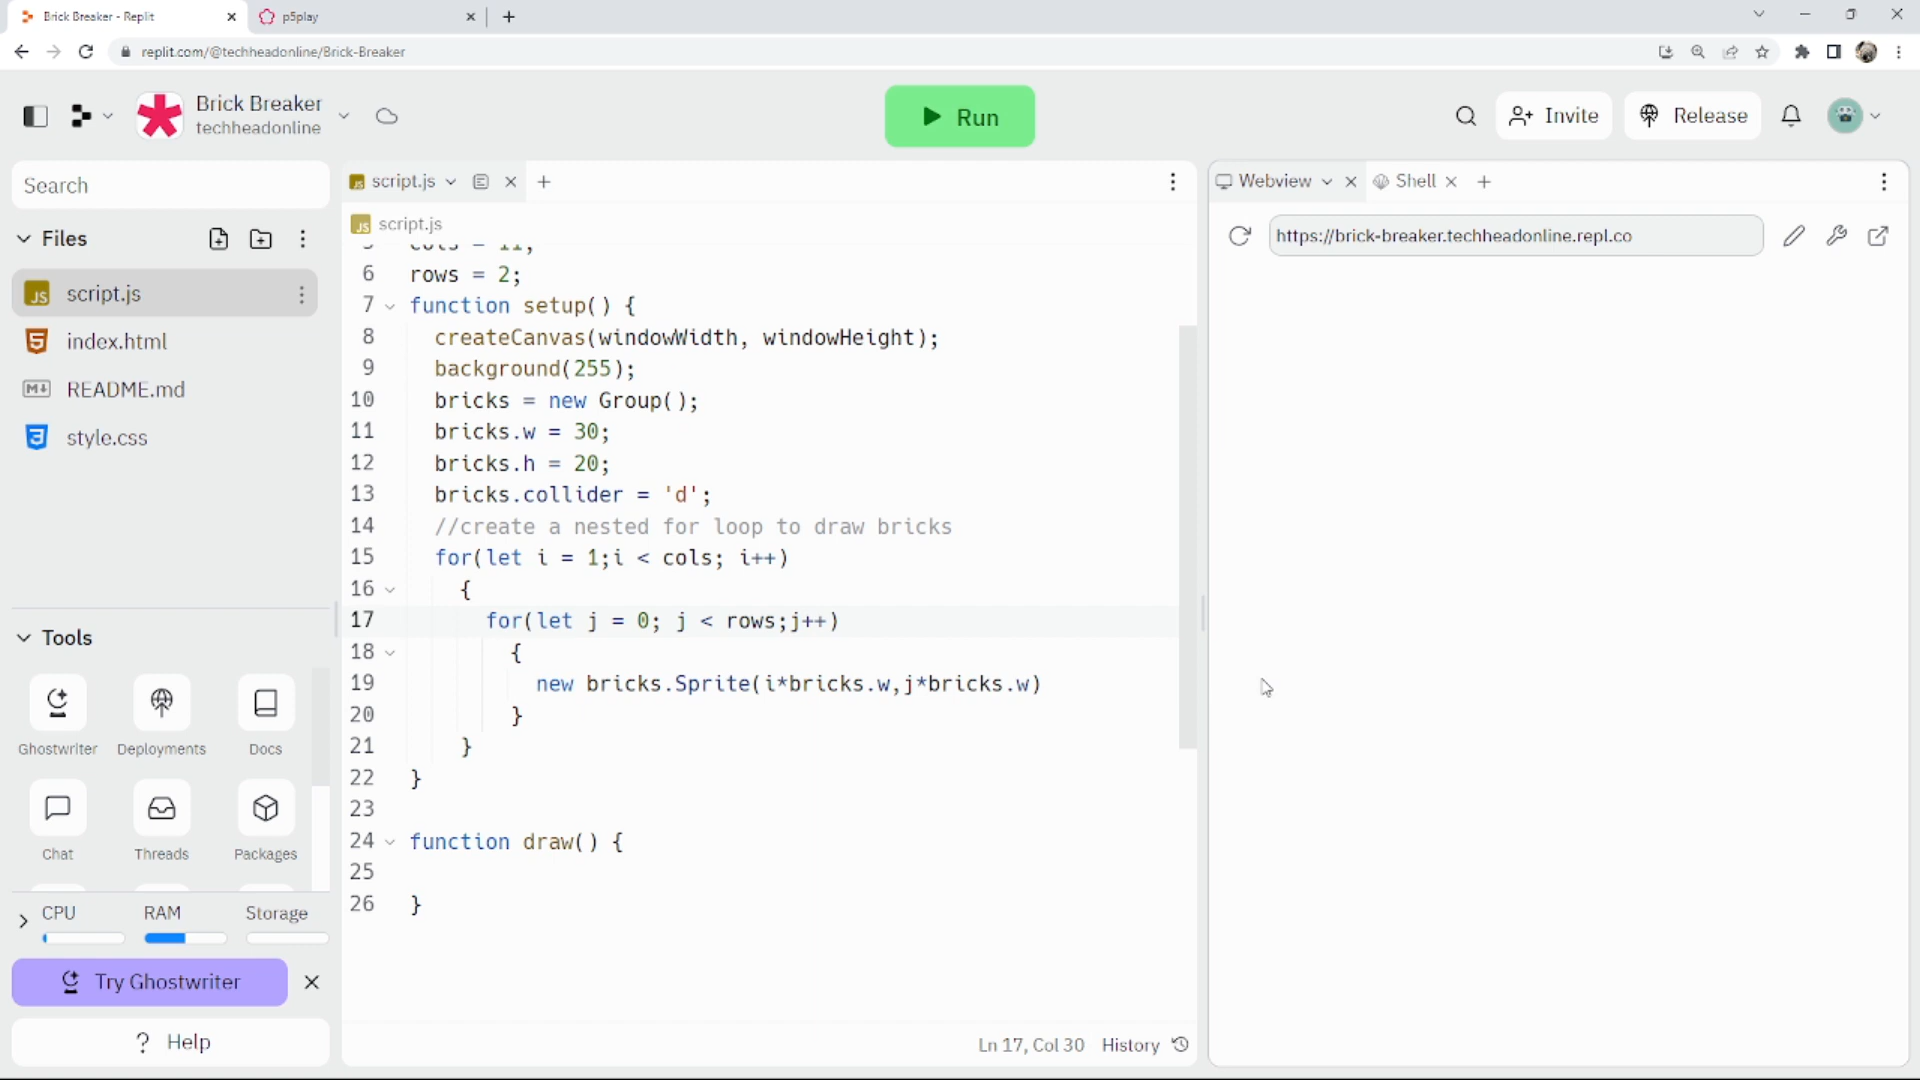 Brick Breaker - Replit
p5play
replit.com/@techheadonline/Brick-Breaker
Brick Breaker
techheadonline
Run
Invite
Release
Search
Files
script.js
index.html
README.md
style.css
Tools
Ghostwriter
Deployments
Docs
Chat
Threads
Packages
CPU
RAM
Storage
Try Ghostwriter
? Help
script.js
script.js
cols = 11;
6 rows = 2;
7 function setup() {
8 createCanvas(windowWidth, windowHeight);
9 background(255);
10 bricks = new Group();
11 bricks.w = 30;
12 bricks.h = 20;
13 bricks.collider = 'd';
14 //create a nested for loop to draw bricks
15 for(let i = 1;i < cols; i++)
16 {
17 for(let j = 0; j < rows;j++)
18 {
19 new bricks.Sprite(i*bricks.w,j*bricks.w)
20 }
21 }
22 }
23
24 function draw() {
25
26 }
Ln 17, Col 30 History
Webview
Shell
https://brick-breaker.techheadonline.repl.co